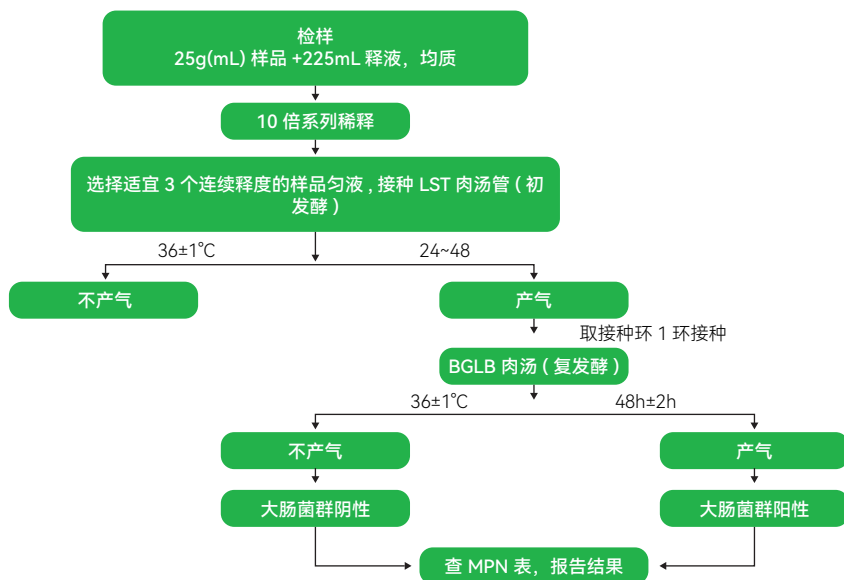 检样
25g(mL) 样品 +225mL 释液，均质
10 倍系列稀释
选择适宜 3 个连续释度的样品匀液 , 接种 LST 肉汤管 ( 初
发酵 )
36±1°C
24~48
不产气
产气
取接种环 1 环接种
BGLB 肉汤 ( 复发酵 )
36±1°C
48h±2h
不产气
产气
大肠菌群阴性
大肠菌群阳性
查 MPN 表，报告结果